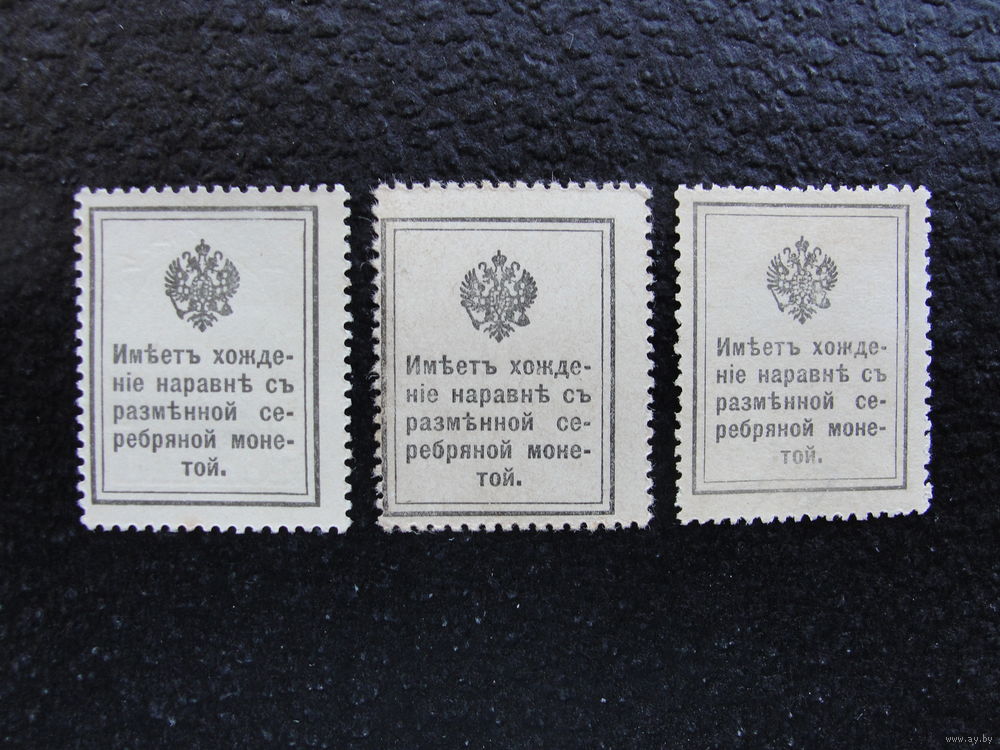 Имѣетъ хожде-
ніе наравнѣ съ
размѣнной се-
ребряной моне-
той.
Имѣетъ хожде-
ніе наравнѣ съ
размѣнной се-
ребряной моне-
той.
Имѣетъ хожде-
ніе наравнѣ съ
размѣнной се-
ребряной моне-
той.
www.ay.by